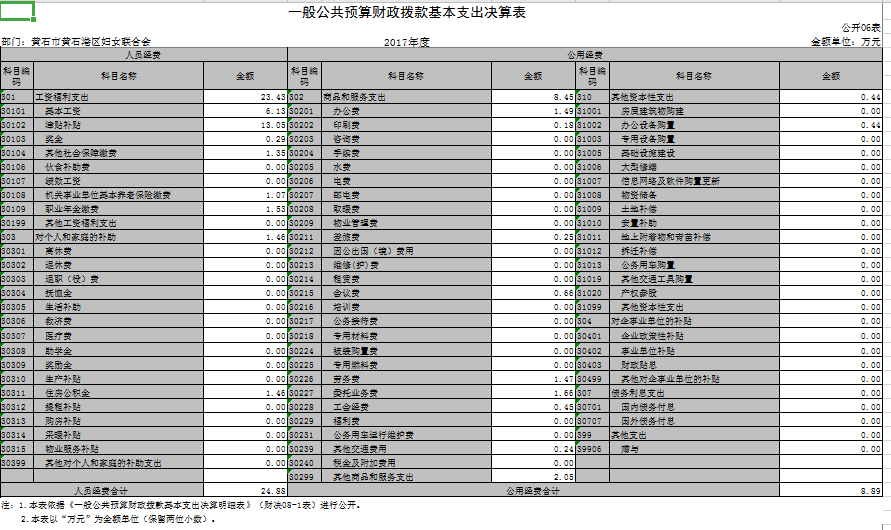 一般公共预算财政拨款基本支出决算表
公开06表
部门：黄石市黄石港区妇女联合会 2017年度 金额单位：万元
人员经费 公用经费
科目编码 科目名称 金额 科目编码 科目名称 金额 科目编码 科目名称 金额
301 工资福利支出 23.43 302 商品和服务支出 8.45 310 其他资本性支出 0.44
30101 基本工资 6.13 30201 办公费 1.49 31001 房屋建筑物购建 0.00
30102 津贴补贴 13.05 30202 印刷费 0.18 31002 办公设备购置 0.44
30103 奖金 0.29 30203 咨询费 0.00 31003 专用设备购置 0.00
30104 其他社会保障缴费 1.35 30204 手续费 0.00 31005 基础设施建设 0.00
30106 伙食补助费 0.00 30205 水费 0.00 31006 大型修缮 0.00
30107 绩效工资 0.00 30206 电费 0.00 31007 信息网络及软件购置更新 0.00
30108 机关事业单位基本养老保险缴费 1.07 30207 邮电费 0.00 31008 物资储备 0.00
30109 职业年金缴费 1.53 30208 取暖费 0.00 31009 土地补偿 0.00
30199 其他工资福利支出 0.00 30209 物业管理费 0.00 31010 安置补助 0.00
303 对个人和家庭的补助 1.46 30211 差旅费 0.25 31011 地上附着物和青苗补偿 0.00
30301 离休费 0.00 30212 因公出国（境）费用 0.00 31012 拆迁补偿 0.00
30302 退休费 0.00 30213 维修(护)费 0.00 31013 公务用车购置 0.00
30303 退职（役）费 0.00 30214 租赁费 0.00 31019 其他交通工具购置 0.00
30304 抚恤金 0.00 30215 会议费 0.66 31020 产权参股 0.00
30305 生活补助 0.00 30216 培训费 0.00 31099 其他资本性支出 0.00
30306 救济费 0.00 30217 公务接待费 0.00 304 对企事业单位的补贴 0.00
30307 医疗费 0.00 30218 专用材料费 0.00 30401 企业政策性补贴 0.00
30308 助学金 0.00 30224 被装购置费 0.00 30402 事业单位补贴 0.00
30309 奖励金 0.00 30225 专用燃料费 0.00 30403 财政贴息 0.00
30310 生产补贴 0.00 30226 劳务费 1.47 30499 其他对企事业单位的补贴 0.00
30311 住房公积金 1.46 30227 委托业务费 1.66 307 债务利息支出 0.00
30312 提租补贴 0.00 30228 工会经费 0.45 30701 国内债务付息 0.00
30313 购房补贴 0.00 30229 福利费 0.00 30707 国外债务付息 0.00
30314 采暖补贴 0.00 30231 公务用车运行维护费 0.00 399 其他支出 0.00
30315 物业服务补贴 0.00 30239 其他交通费用 0.24 39906 赠与 0.00
30399 其他对个人和家庭的补助支出 0.00 30240 税金及附加费用 0.00
30299 其他商品和服务支出 2.05
人员经费合计 24.88 公用经费合计 8.89
注：1.本表依据《一般公共预算财政拨款基本支出决算明细表》（财决08-1表）进行公开。
2.本表以“万元”为金额单位（保留两位小数）。